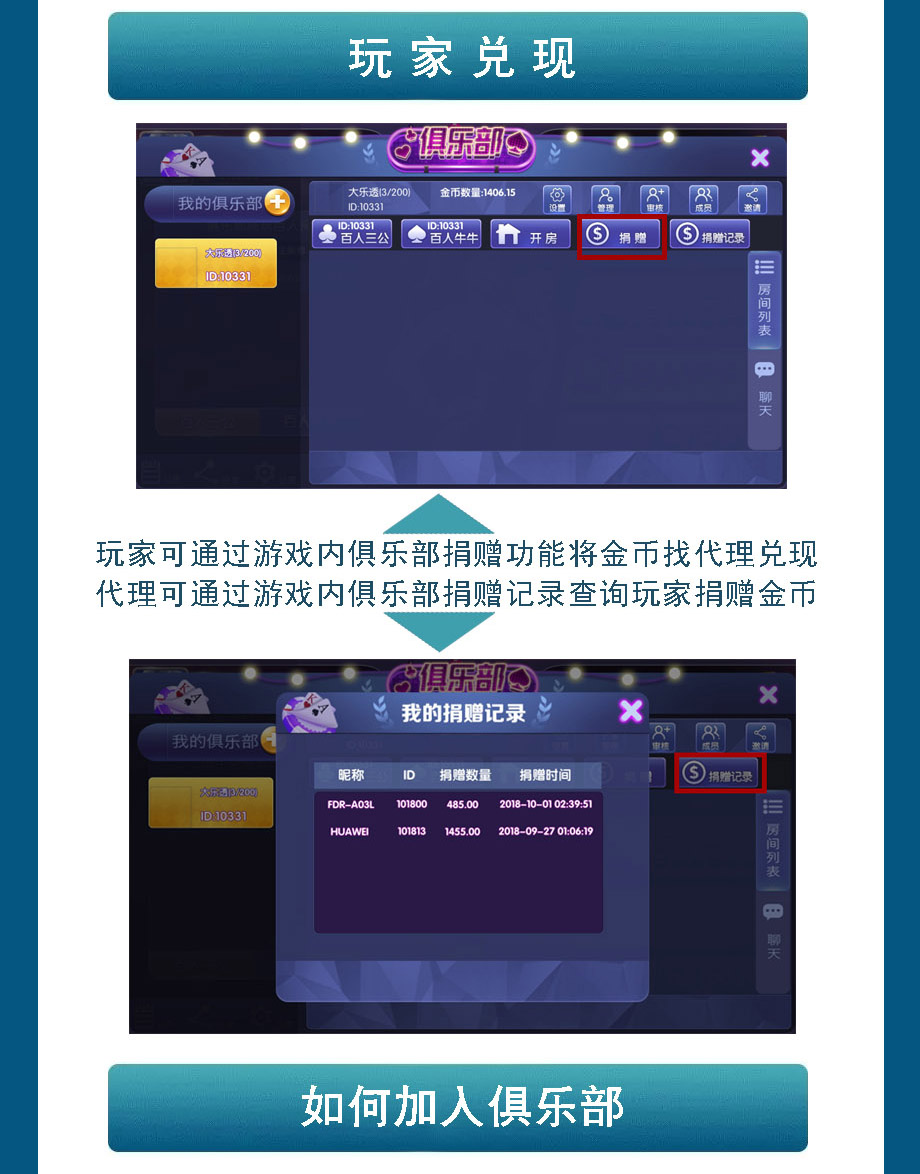 玩家兑现
俱乐部
我的俱乐部
大乐透(3/200)
ID:10331
大乐透(3/200)
ID:10331
金币数量:1406.15
设置
管理
审核
成员
邀请
ID:10331
百人三公
ID:10331
百人牛牛
开房
捐赠
捐赠记录
房间列表
聊天
玩家可通过游戏内俱乐部捐赠功能将金币找代理兑现
代理可通过游戏内俱乐部捐赠记录查询玩家捐赠金币
俱乐部
我的俱乐部
大乐透(3/200)
ID:10331
我的捐赠记录
昵称 ID 捐赠数量 捐赠时间
FDR-A03L 101800 485.00 2018-10-01 02:39:51
HUAWEI 101813 1455.00 2018-09-27 01:06:19
审核
成员
邀请
捐赠记录
房间列表
聊天
如何加入俱乐部